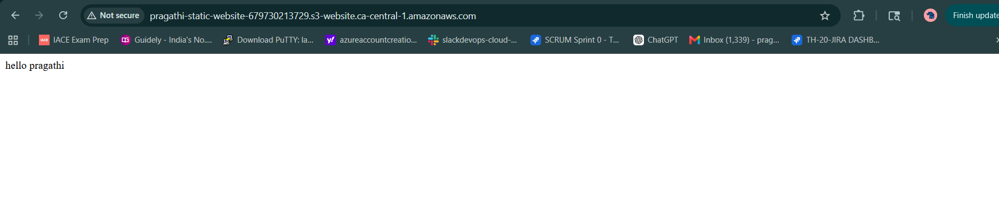 Not secure pragathi-static-website-679730213729.s3-website.ca-central-1.amazonaws.com Finish update
IACE IACE Exam Prep Guidely - India's No.... Download PuTTY: la... y! azureaccountcreatio... slackdevops-cloud-... SCRUM Sprint 0 - T... ChatGPT Inbox (1,339) - prag... TH-20-JIRA DASHB...
hello pragathi